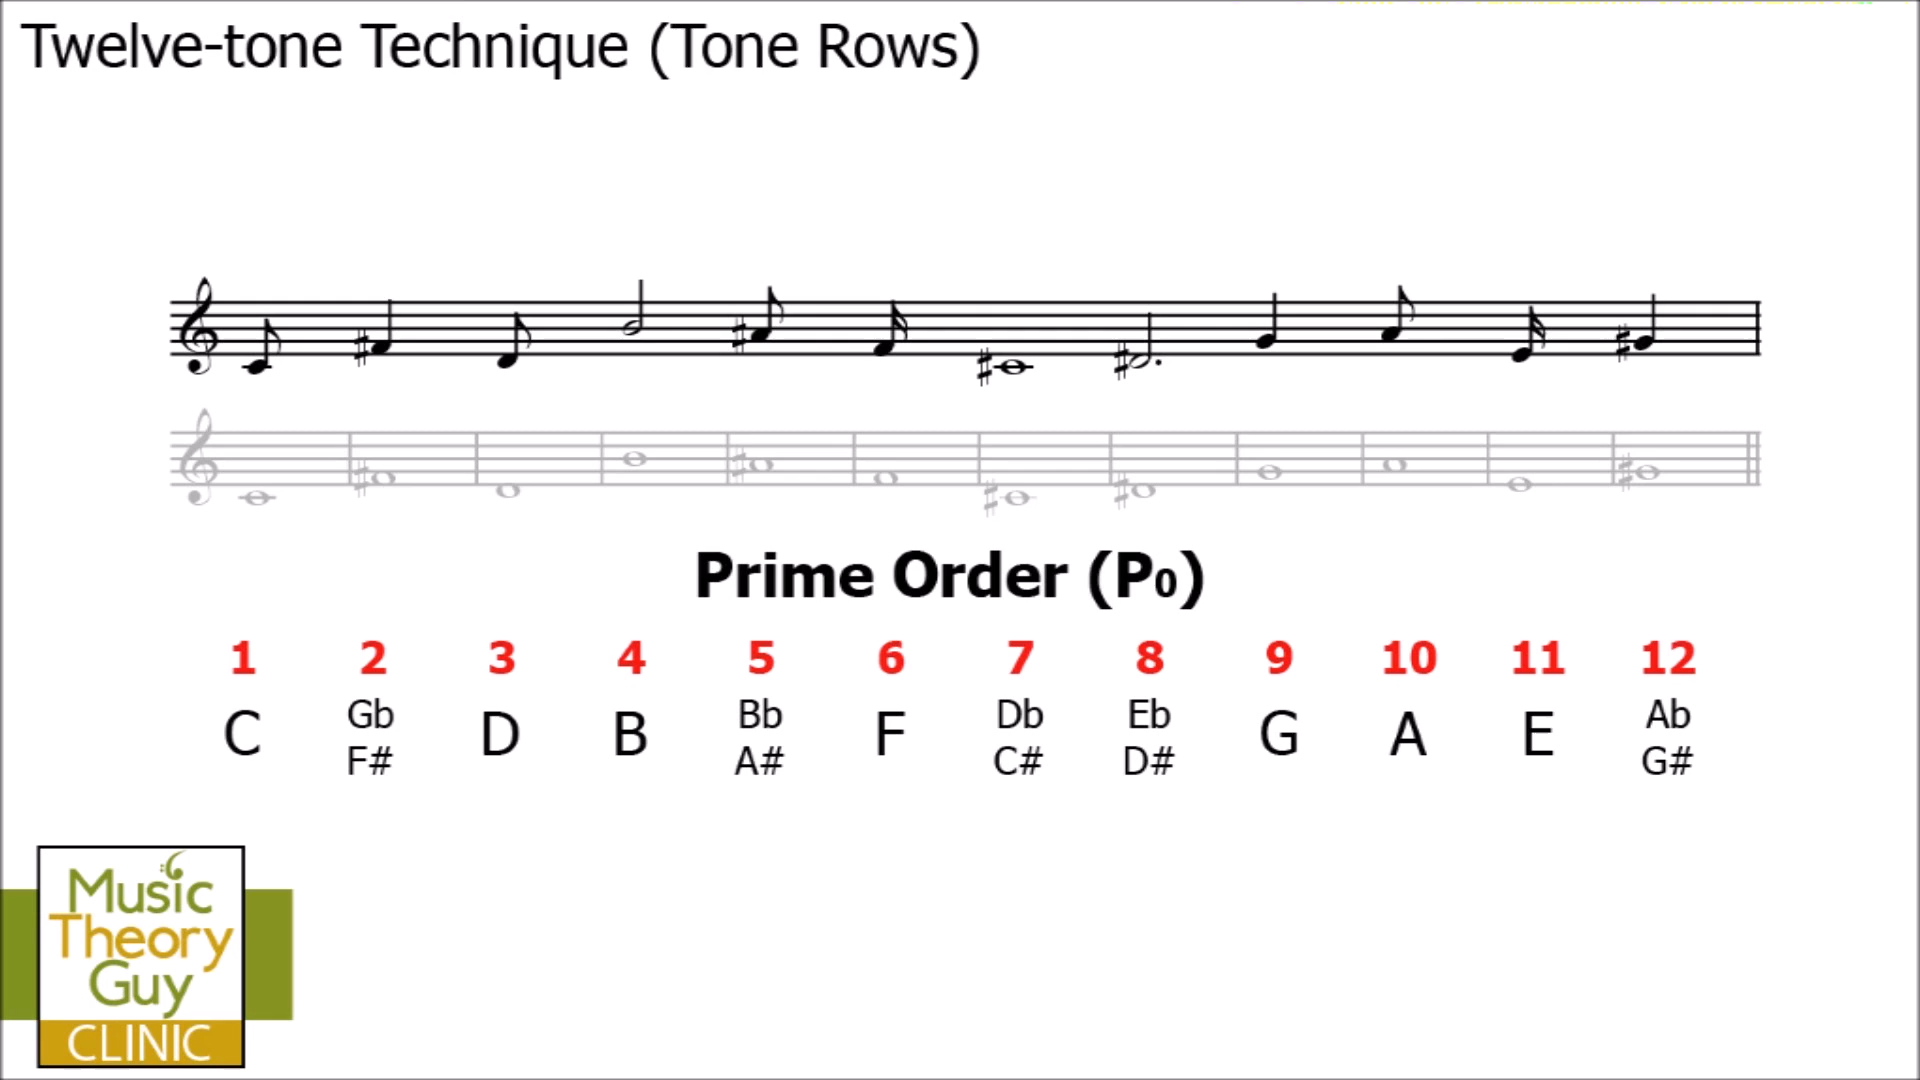 Twelve-tone Technique (Tone Rows)
Prime Order (P₀)
1 2 3 4 5 6 7 8 9 10 11 12
Gb Bb Db Eb Ab
C D B F G A E
F# A# C# D# G#
Music
Theory
Guy
CLINIC